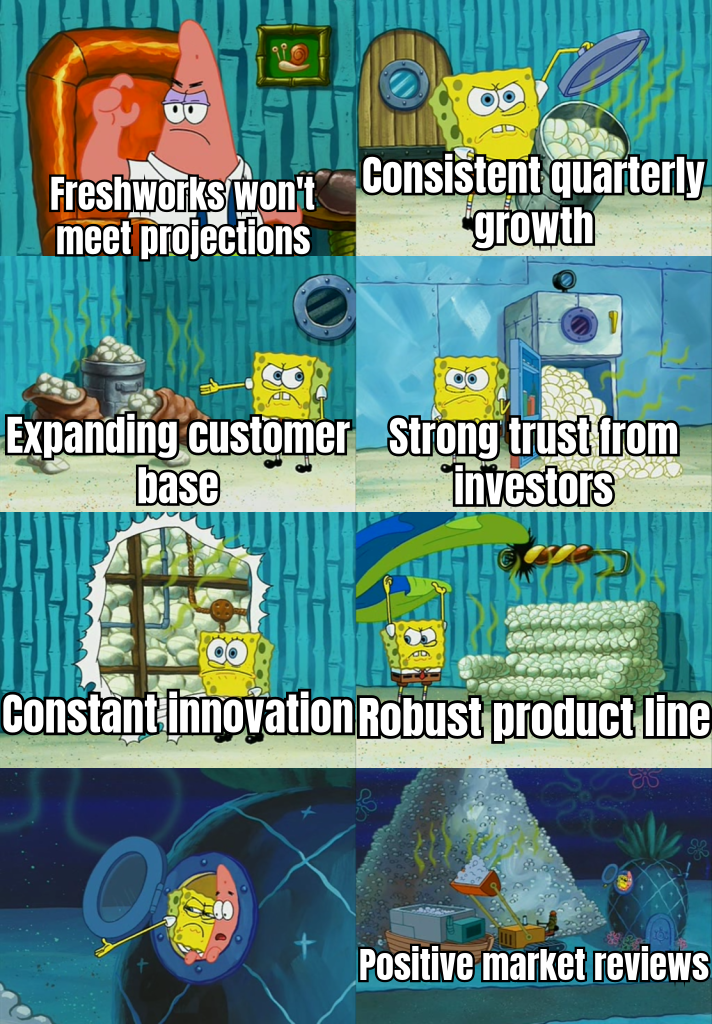 Freshworks won't
meet projections
Consistent quarterly
growth
Expanding customer
base
Strong trust from
investors
Constant innovation
Robust product line
Positive market reviews